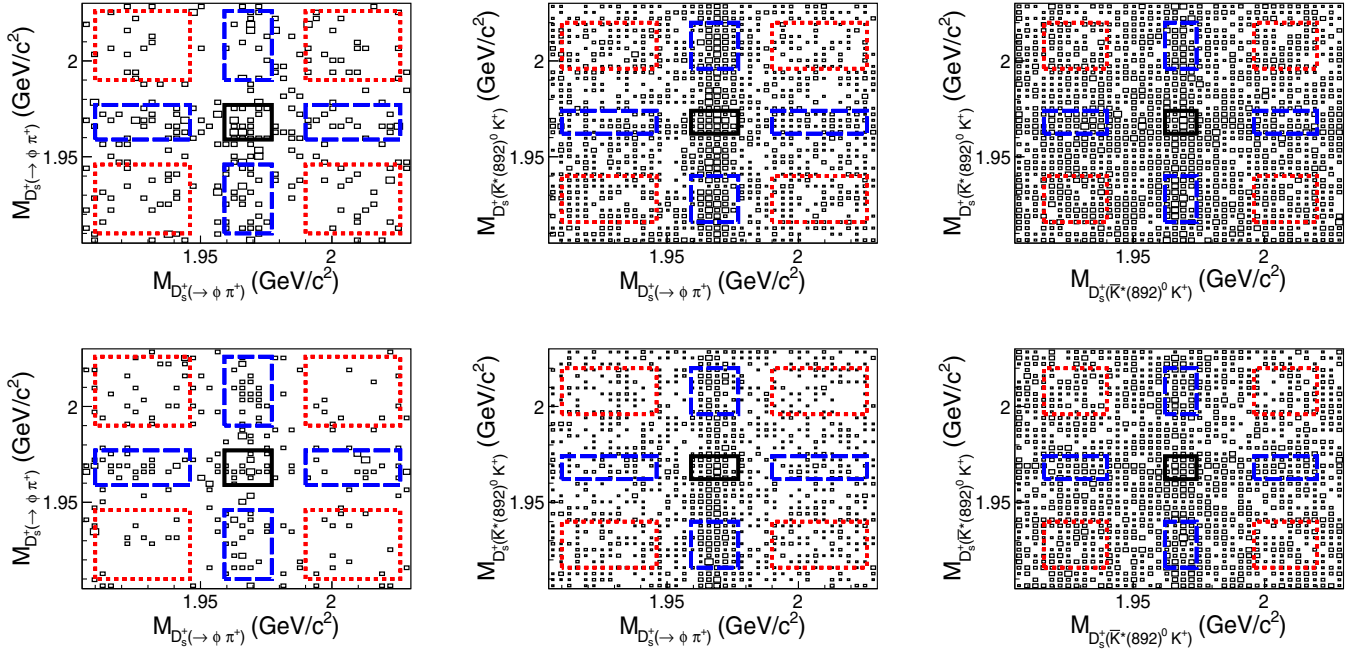 M_{D_s^+(→ φ π^+)} (GeV/c^2)
2
1.95
1.95 2
M_{D_s^+(→ φ π^+)} (GeV/c^2)
M_{D_s^+(K̅*(892)^0 K^+)} (GeV/c^2)
2
1.95
1.95 2
M_{D_s^+(→ φ π^+)} (GeV/c^2)
M_{D_s^+(K̅*(892)^0 K^+)} (GeV/c^2)
2
1.95
1.95 2
M_{D_s^+(K̅*(892)^0 K^+)} (GeV/c^2)
M_{D_s^+(→ φ π^+)} (GeV/c^2)
2
1.95
1.95 2
M_{D_s^+(→ φ π^+)} (GeV/c^2)
M_{D_s^+(K̅*(892)^0 K^+)} (GeV/c^2)
2
1.95
1.95 2
M_{D_s^+(→ φ π^+)} (GeV/c^2)
M_{D_s^+(K̅*(892)^0 K^+)} (GeV/c^2)
2
1.95
1.95 2
M_{D_s^+(K̅*(892)^0 K^+)} (GeV/c^2)